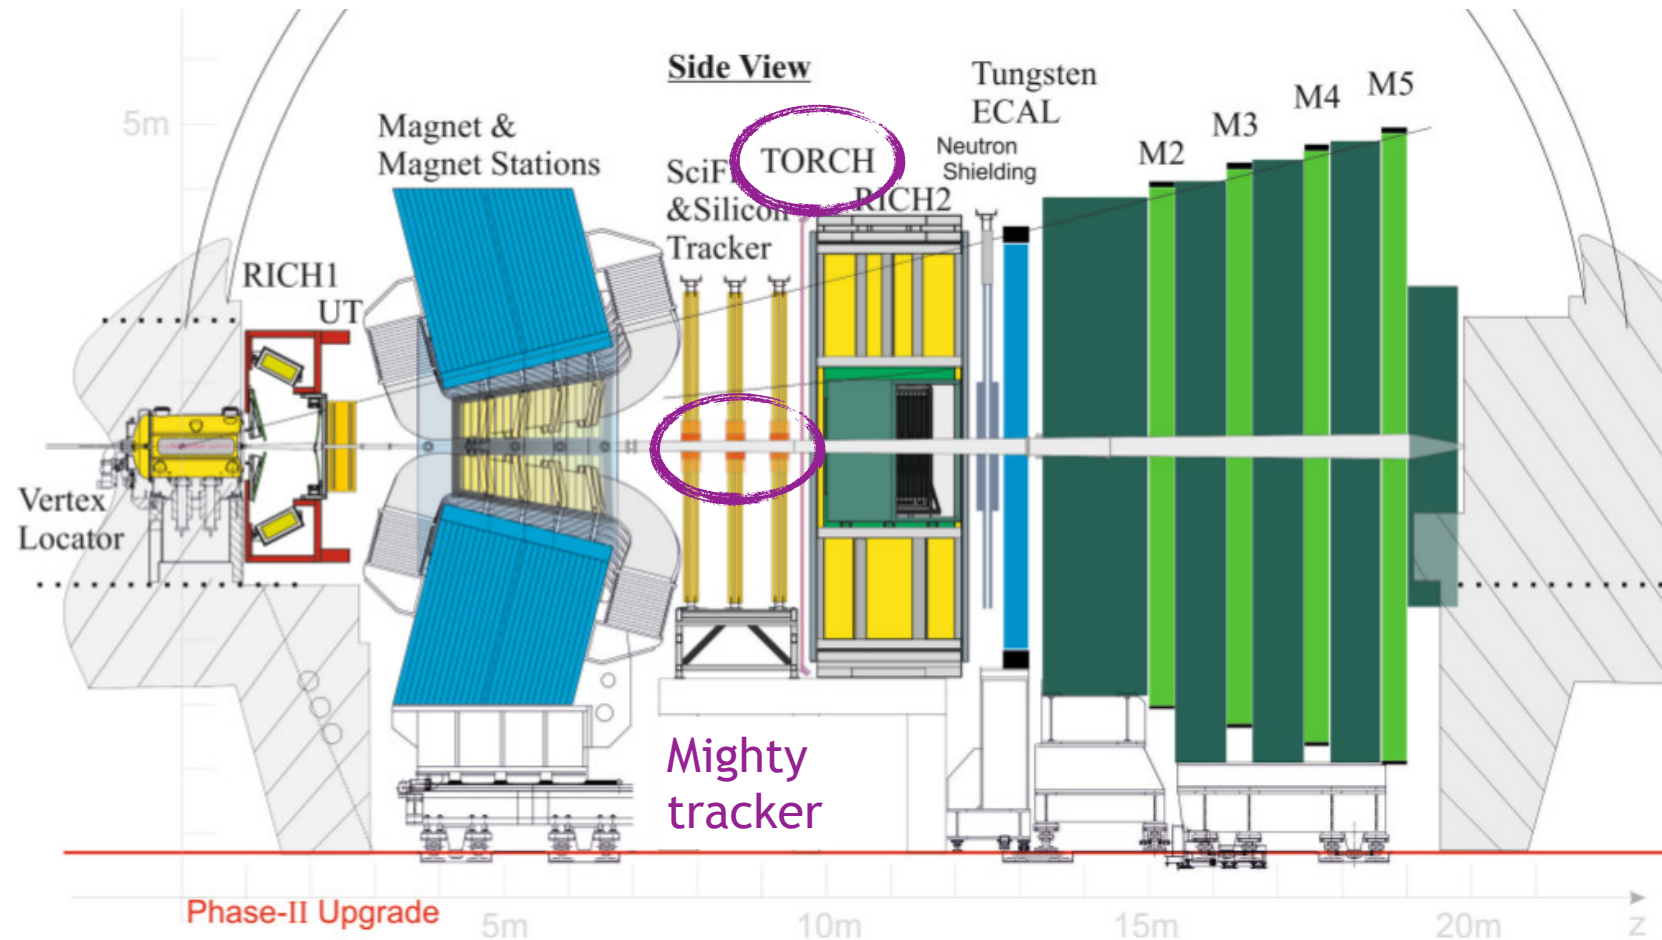 Side View
5m
Magnet &
Magnet Stations
SciFi
&Silicon
Tracker
TORCH
RICH2
Tungsten
ECAL
Neutron
Shielding
M2
M3
M4
M5
RICH1
UT
Vertex
Locator
Mighty
tracker
Phase-II Upgrade
5m
10m
15m
20m
z